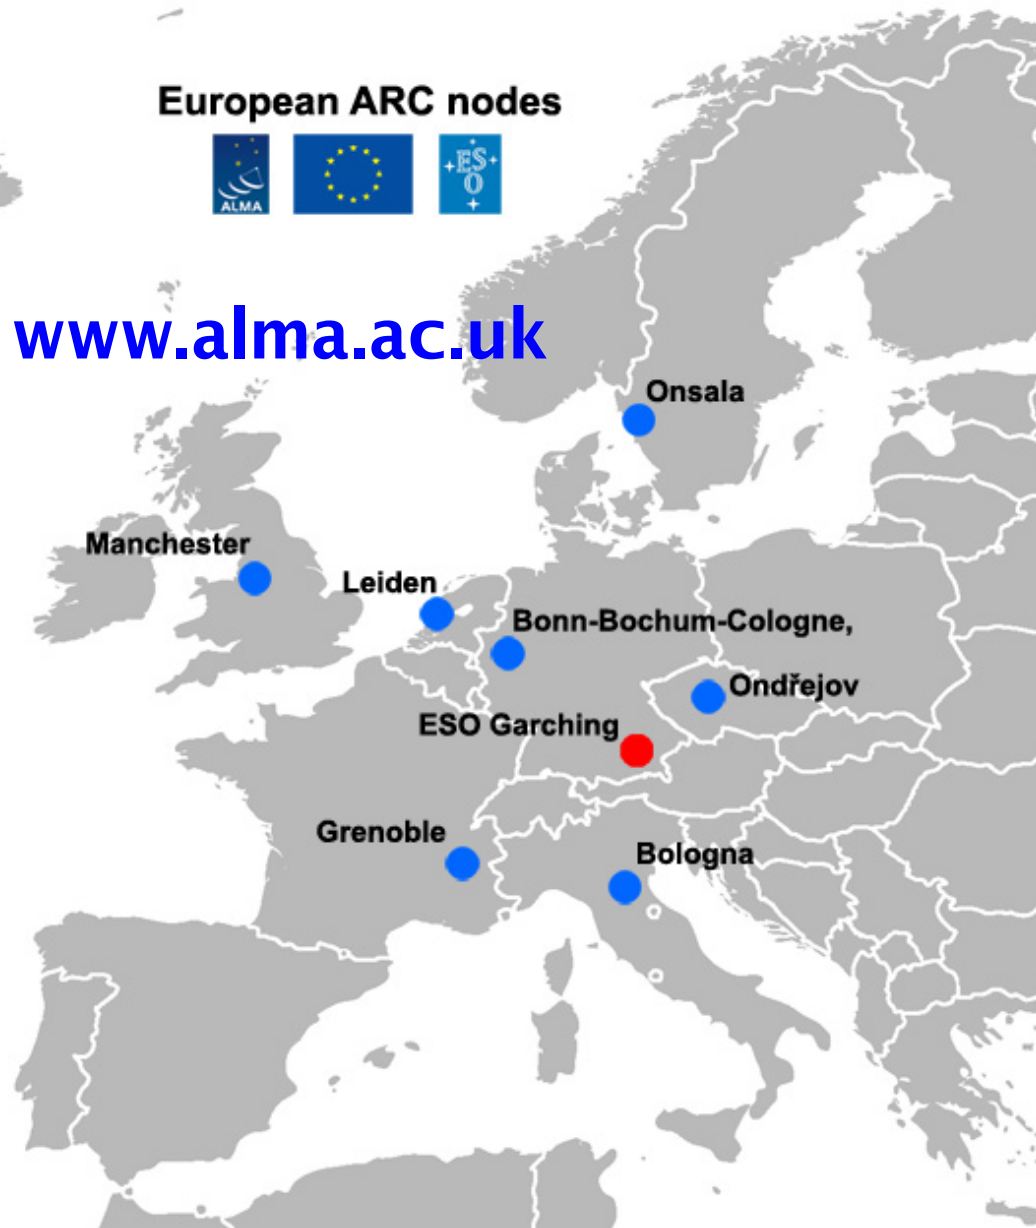 European ARC nodes
ALMA
ES
O
www.alma.ac.uk
Onsala
Manchester
Leiden
Bonn-Bochum-Cologne,
Ondřejov
ESO Garching
Grenoble
Bologna